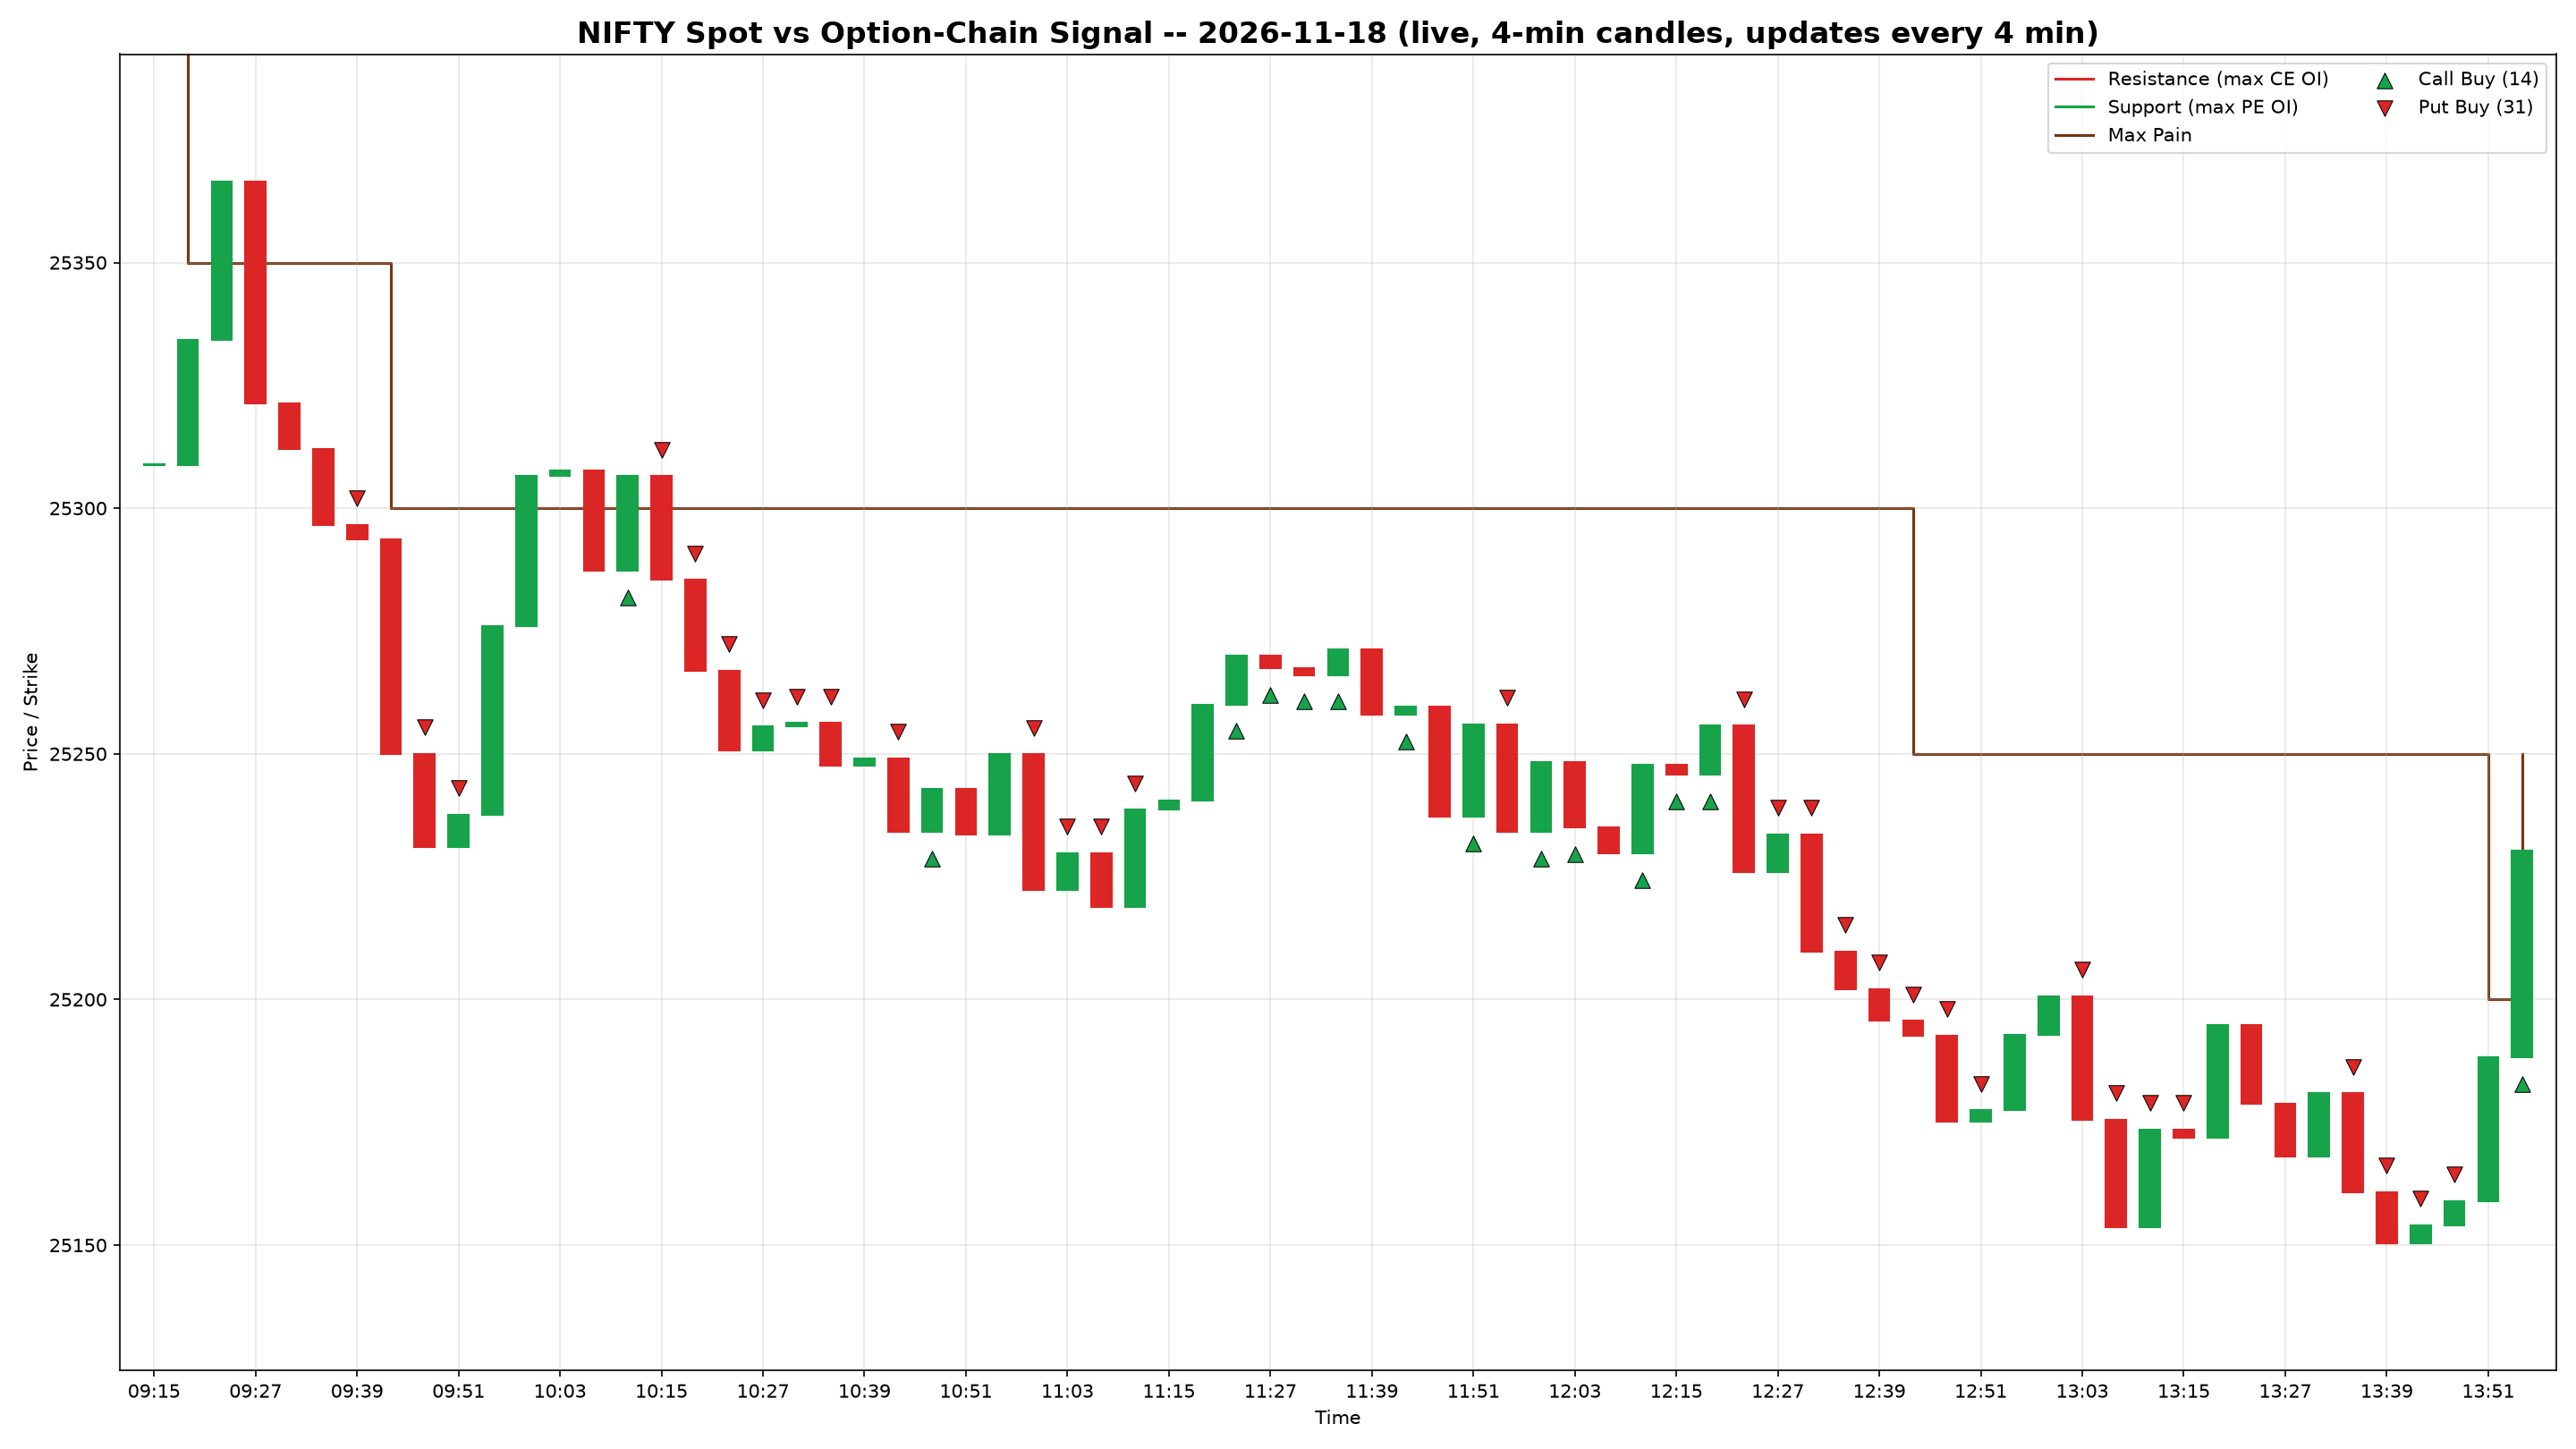 NIFTY Spot vs Option-Chain Signal -- 2026-11-18 (live, 4-min candles, updates every 4 min)
Resistance (max CE OI)
Support (max PE OI)
Max Pain
Call Buy (14)
Put Buy (31)
Price / Strike
25350
25300
25250
25200
25150
09:15 09:27 09:39 09:51 10:03 10:15 10:27 10:39 10:51 11:03 11:15 11:27 11:39 11:51 12:03 12:15 12:27 12:39 12:51 13:03 13:15 13:27 13:39 13:51
Time